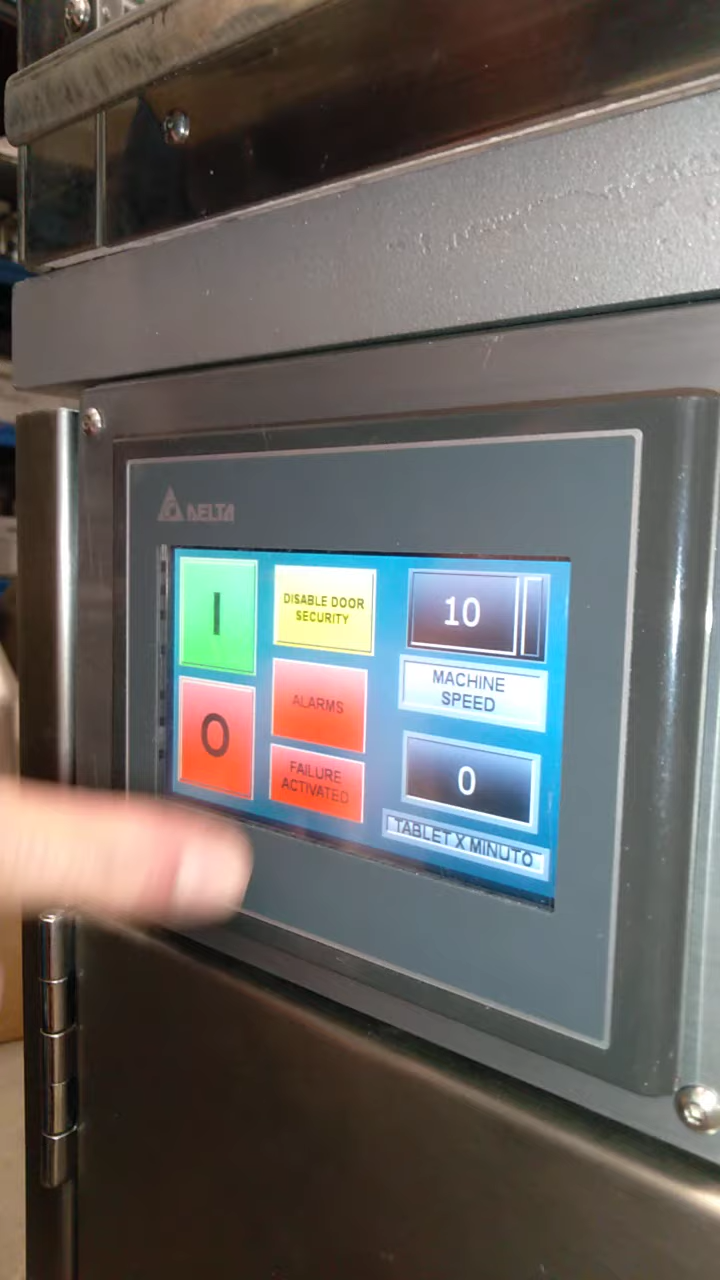 DELTA
I
DISABLE DOOR
SECURITY
10
O
ALARMS
MACHINE
SPEED
FAILURE
ACTIVATED
0
TABLET X MINUTO